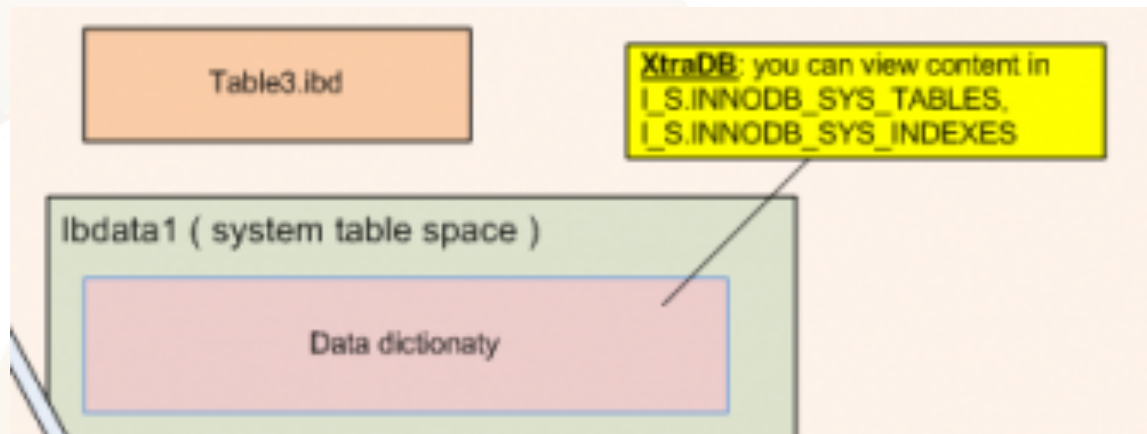 Table3.ibd
XtraDB: you can view content in
I_S.INNODB_SYS_TABLES,
I_S.INNODB_SYS_INDEXES
Ibdata1 ( system table space )
Data dictionaty